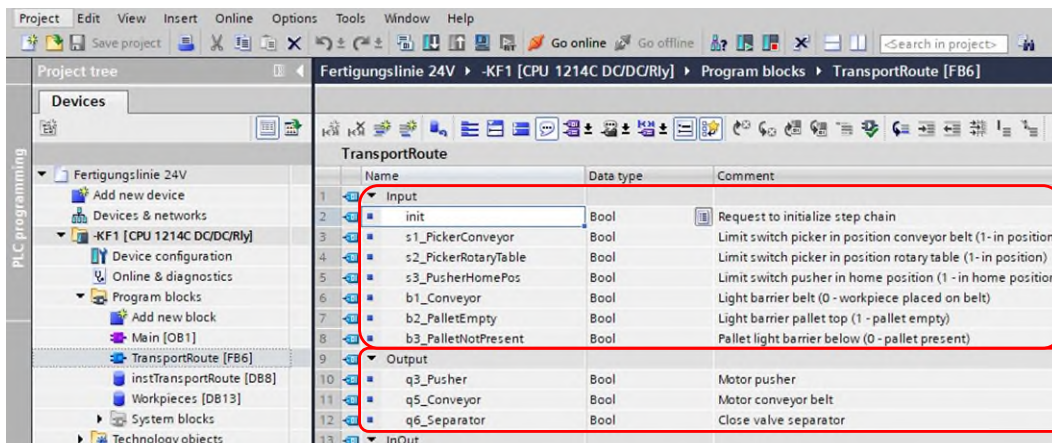 Project Edit View Insert Online Options Tools Window Help
Save project Go online Go offline <Search in project>
Project tree
Fertigungslinie 24V ▸ -KF1 [CPU 1214C DC/DC/Rly] ▸ Program blocks ▸ TransportRoute [FB6]
Devices
PLC programming
Fertigungslinie 24V
Add new device
Devices & networks
-KF1 [CPU 1214C DC/DC/Rly]
Device configuration
Online & diagnostics
Program blocks
Add new block
Main [OB1]
TransportRoute [FB6]
instTransportRoute [DB8]
Workpieces [DB13]
System blocks
Technology objects
TransportRoute
Name Data type Comment
1 Input
2 init Bool Request to initialize step chain
3 s1_PickerConveyor Bool Limit switch picker in position conveyor belt (1- in position
4 s2_PickerRotaryTable Bool Limit switch picker in position rotary table (1- in position)
5 s3_PusherHomePos Bool Limit switch pusher in home position (1 - in home position
6 b1_Conveyor Bool Light barrier belt (0 - workpiece placed on belt)
7 b2_PalletEmpty Bool Light barrier pallet top (1 - pallet empty)
8 b3_PalletNotPresent Bool Pallet light barrier below (0 - pallet present)
9 Output
10 q3_Pusher Bool Motor pusher
11 q5_Conveyor Bool Motor conveyor belt
12 q6_Separator Bool Close valve separator
13 InOut